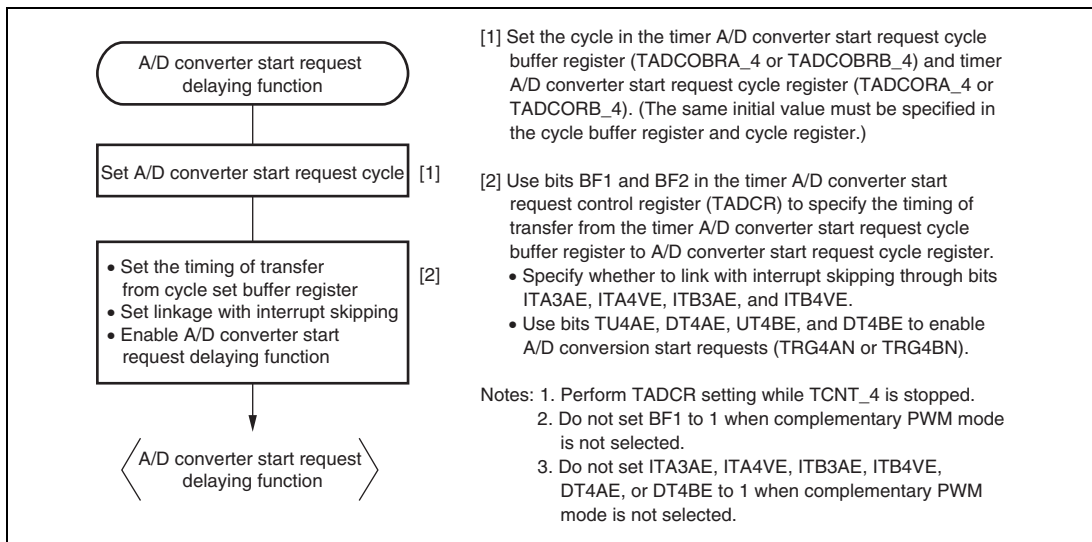 A/D converter start request
delaying function
Set A/D converter start request cycle
[1]
• Set the timing of transfer
from cycle set buffer register
• Set linkage with interrupt skipping
• Enable A/D converter start
request delaying function
[2]
A/D converter start request
delaying function
[1] Set the cycle in the timer A/D converter start request cycle
buffer register (TADCOBRA_4 or TADCOBRB_4) and timer
A/D converter start request cycle register (TADCORA_4 or
TADCORB_4). (The same initial value must be specified in
the cycle buffer register and cycle register.)
[2] Use bits BF1 and BF2 in the timer A/D converter start
request control register (TADCR) to specify the timing of
transfer from the timer A/D converter start request cycle
buffer register to A/D converter start request cycle register.
• Specify whether to link with interrupt skipping through bits
ITA3AE, ITA4VE, ITB3AE, and ITB4VE.
• Use bits TU4AE, DT4AE, UT4BE, and DT4BE to enable
A/D conversion start requests (TRG4AN or TRG4BN).
Notes: 1. Perform TADCR setting while TCNT_4 is stopped.
2. Do not set BF1 to 1 when complementary PWM mode
is not selected.
3. Do not set ITA3AE, ITA4VE, ITB3AE, ITB4VE,
DT4AE, or DT4BE to 1 when complementary PWM
mode is not selected.